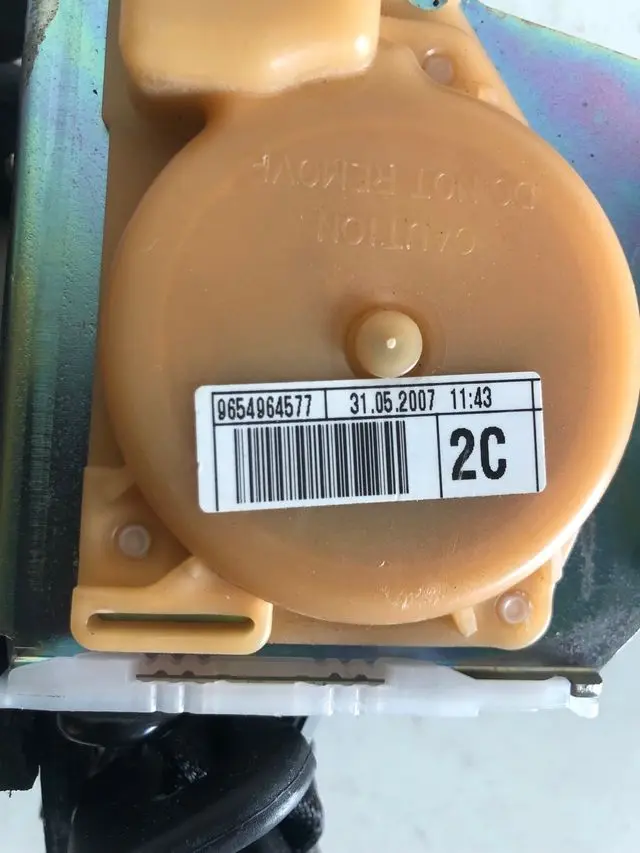 CAUTION
DO NOT REMOVE
9654964577 31.05.2007 11:43
2C